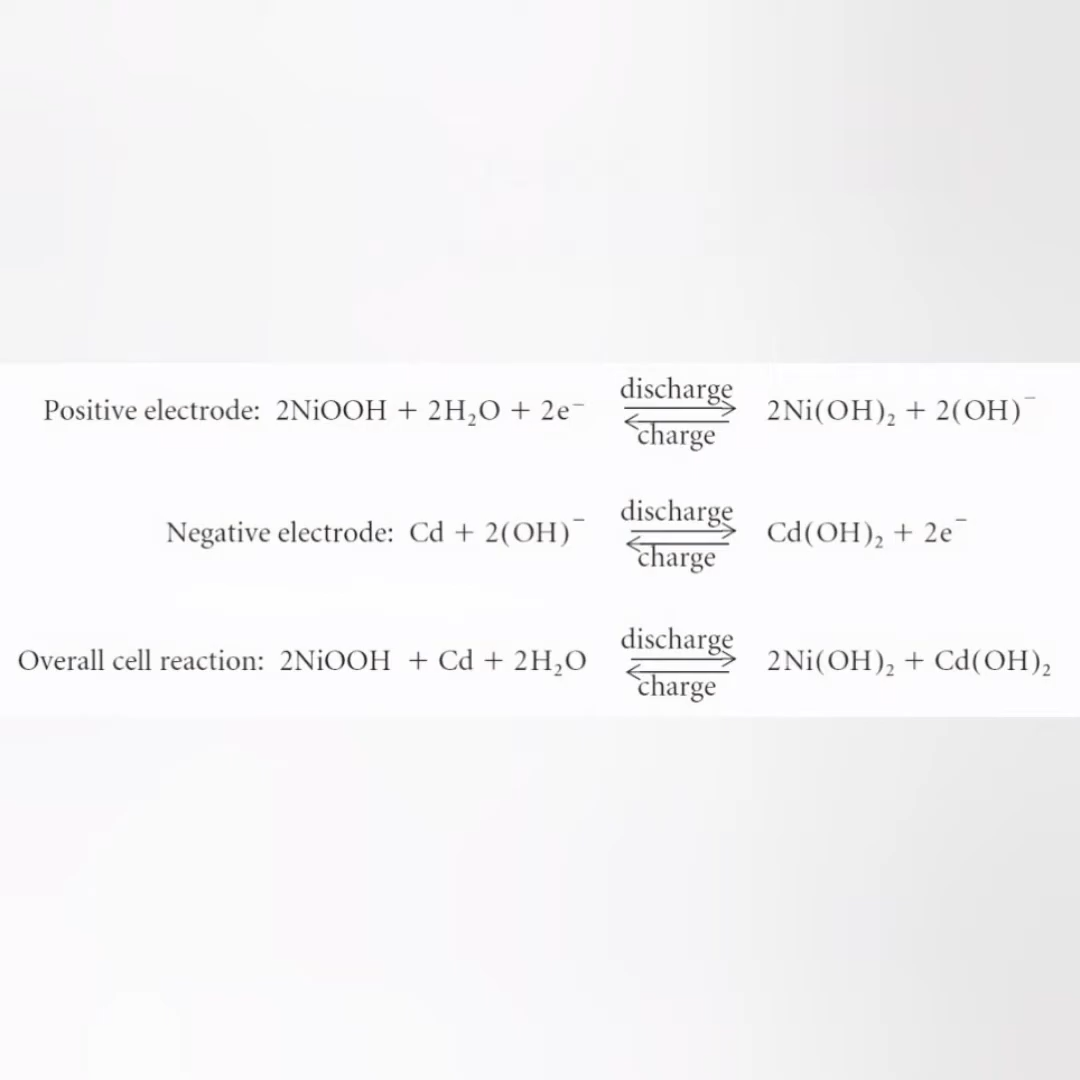 Positive electrode: 2NiOOH + 2H₂O + 2e⁻ discharge ⇌ charge 2Ni(OH)₂ + 2(OH)⁻
Negative electrode: Cd + 2(OH)⁻ discharge ⇌ charge Cd(OH)₂ + 2e⁻
Overall cell reaction: 2NiOOH + Cd + 2H₂O discharge ⇌ charge 2Ni(OH)₂ + Cd(OH)₂